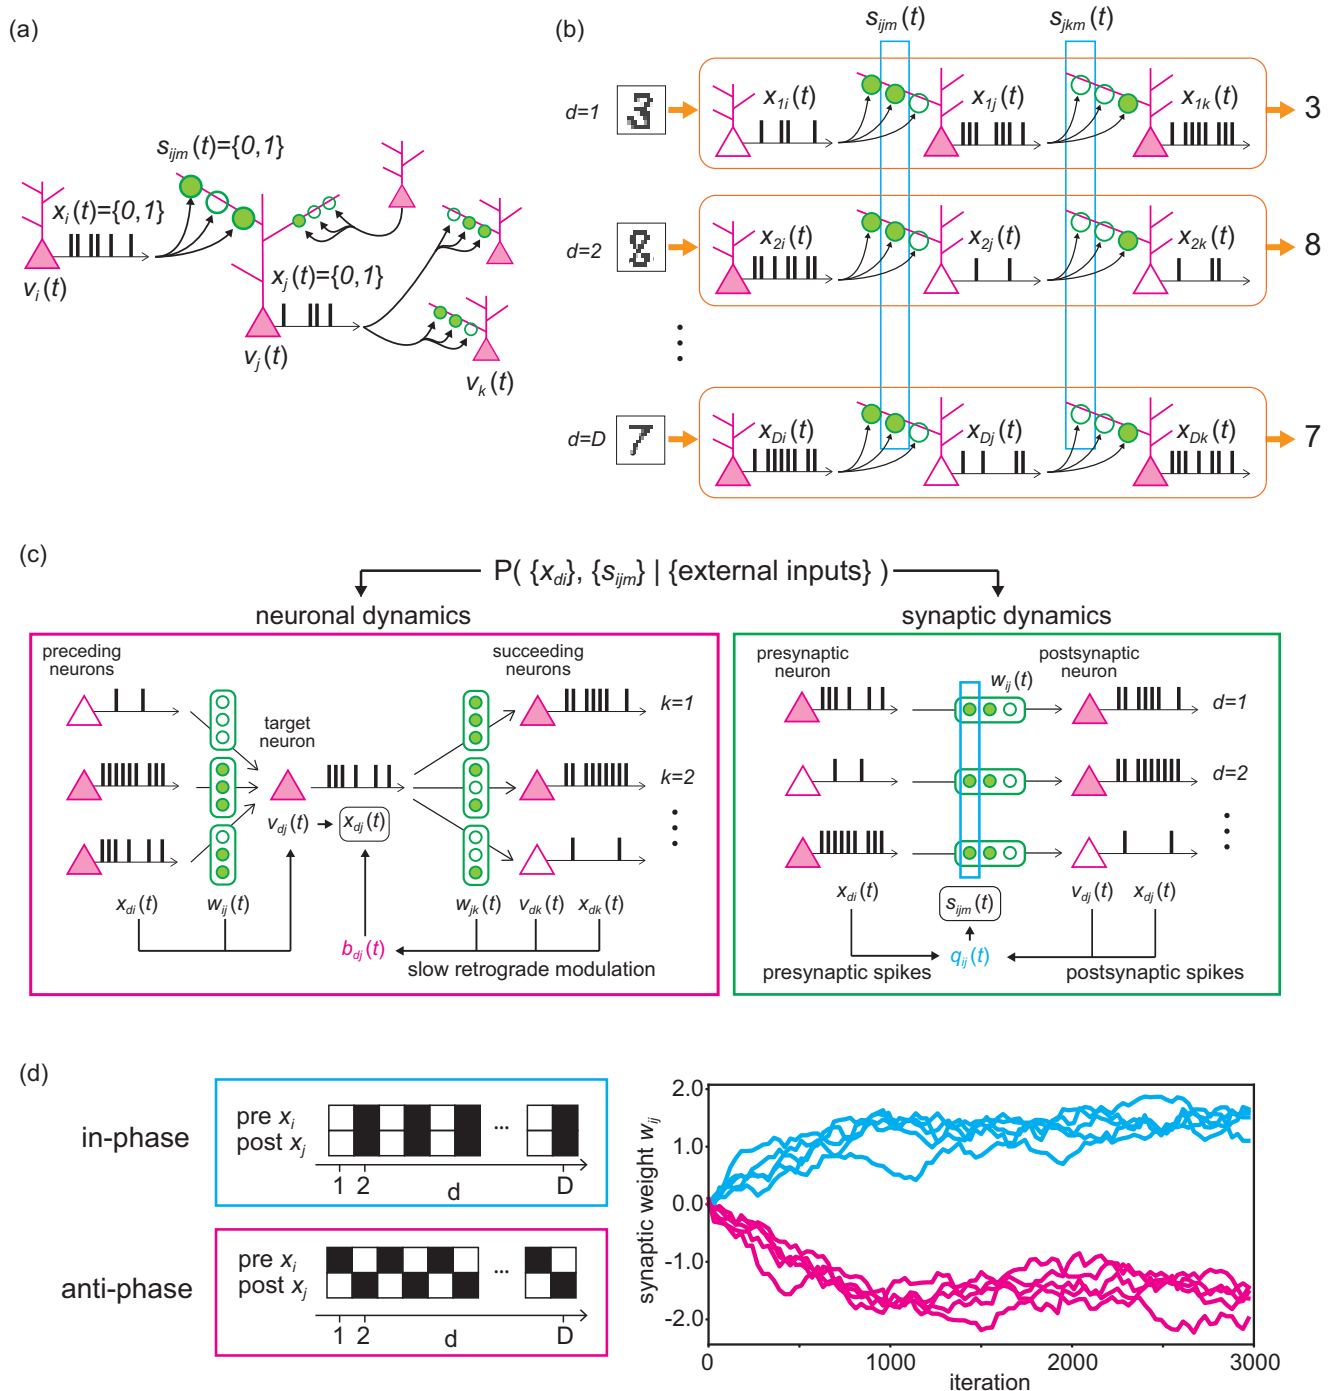 (a)
s_ijm(t)={0,1}
x_i(t)={0,1}
v_i(t)
x_j(t)={0,1}
v_j(t)
v_k(t)
(b)
s_ijm(t) s_jkm(t)
d=1 3 x_1i(t) x_1j(t) x_1k(t) 3
d=2 8 x_2i(t) x_2j(t) x_2k(t) 8
d=D 7 x_Di(t) x_Dj(t) x_Dk(t) 7
(c)
P( {x_di}, {s_ijm} | {external inputs} )
neuronal dynamics
preceding
neurons
succeeding
neurons
target
neuron
k=1
k=2
v_dj(t) x_dj(t)
x_di(t) w_ij(t) w_jk(t) v_dk(t) x_dk(t)
b_dj(t)
slow retrograde modulation
synaptic dynamics
presynaptic
neuron
postsynaptic
neuron
w_ij(t)
d=1
d=2
x_di(t) s_ijm(t) v_dj(t) x_dj(t)
q_ij(t)
presynaptic spikes postsynaptic spikes
(d)
in-phase
pre x_i
post x_j
...
1 2 d D
anti-phase
pre x_i
post x_j
...
1 2 d D
synaptic weight w_ij
2.0
1.0
0.0
-1.0
-2.0
0 1000 2000 3000
iteration